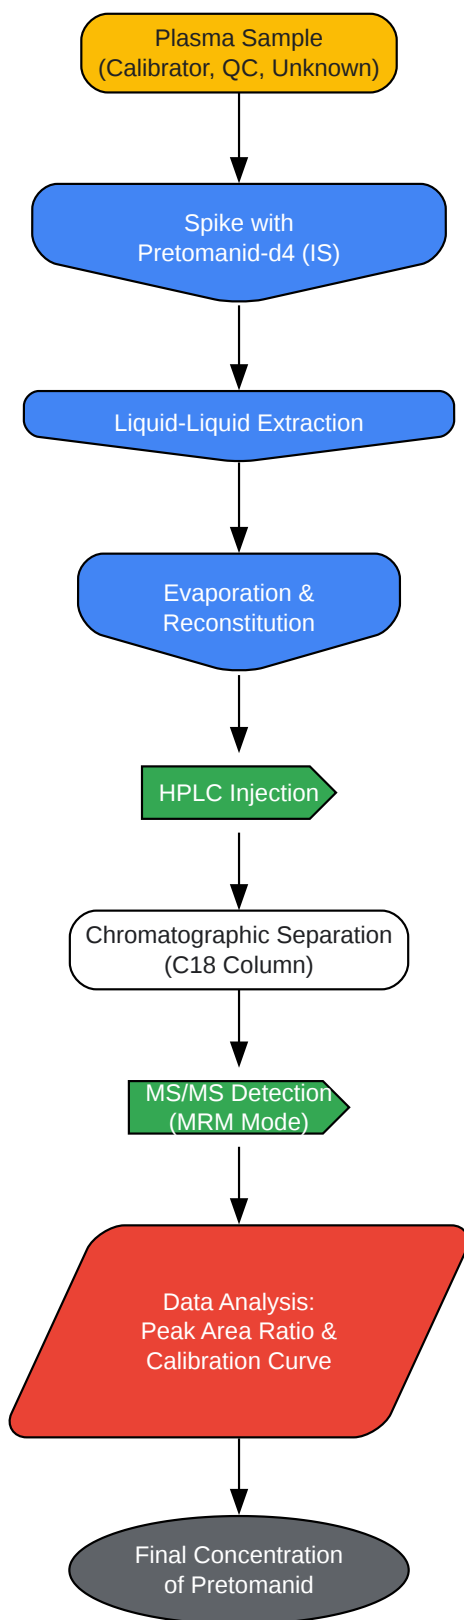 Plasma Sample
(Calibrator, QC, Unknown)
Spike with
Pretomanid-d4 (IS)
Liquid-Liquid Extraction
Evaporation &
Reconstitution
HPLC Injection
Chromatographic Separation
(C18 Column)
MS/MS Detection
(MRM Mode)
Data Analysis:
Peak Area Ratio &
Calibration Curve
Final Concentration
of Pretomanid